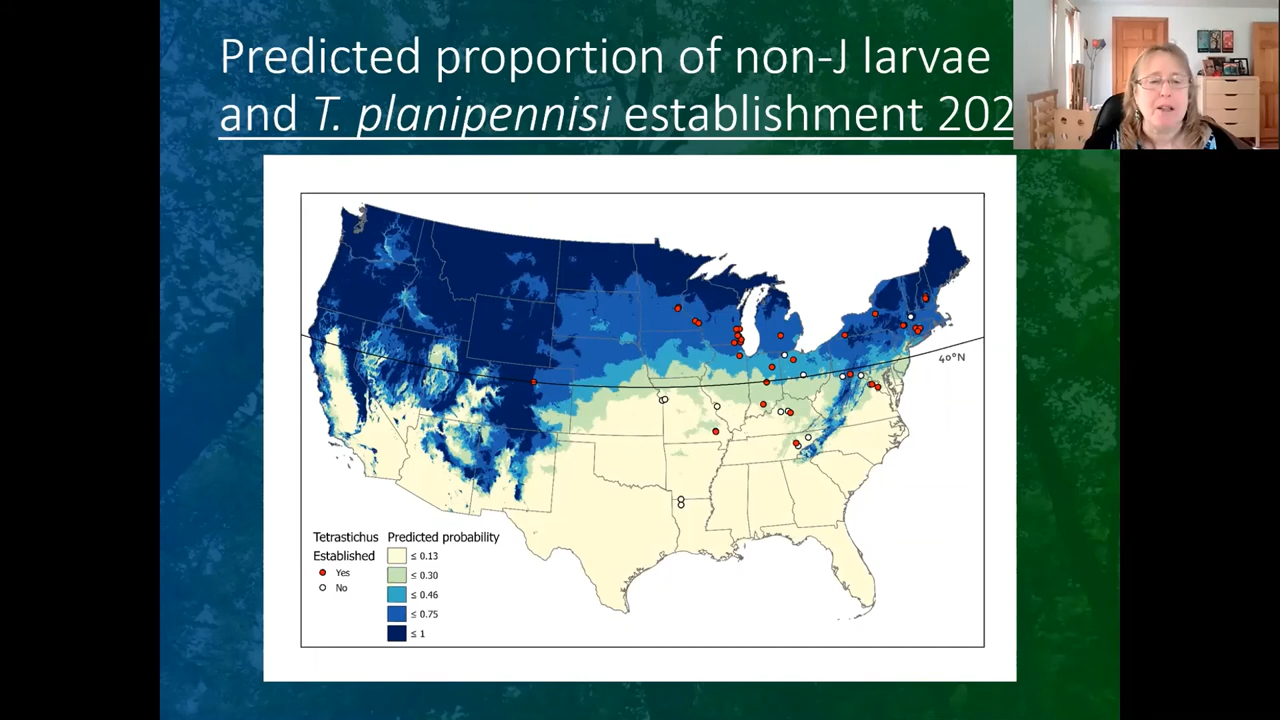 Predicted proportion of non-J larvae
and T. planipennisi establishment 202
40°N
Tetrastichus
Established
Yes
No
Predicted probability
≤ 0.13
≤ 0.30
≤ 0.46
≤ 0.75
≤ 1